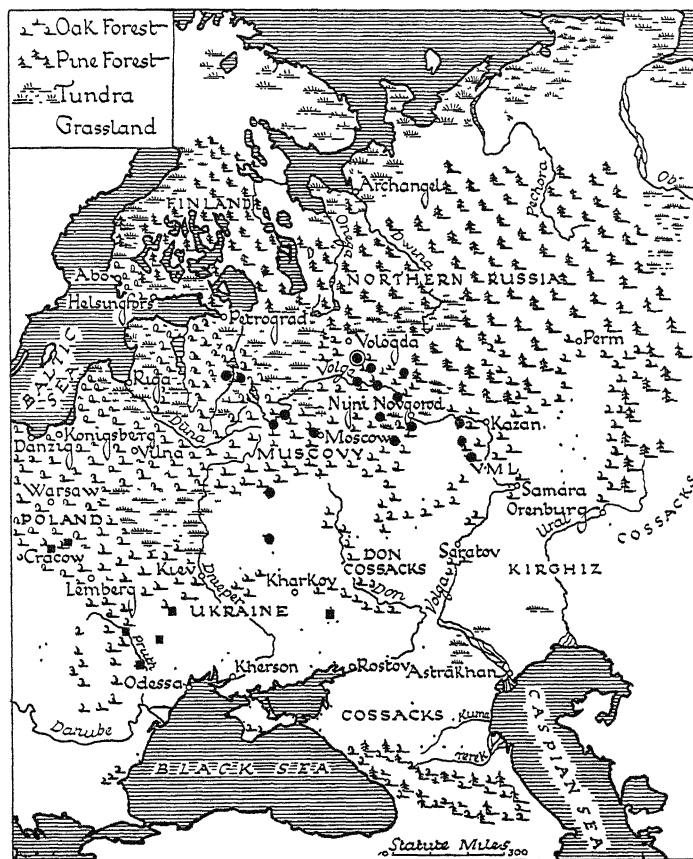 Oak Forest
Pine Forest
Tundra
Grassland
Archangel
Pechora
Ob
FINLAND
Onega
Dwina
NORTHERN RUSSIA
Abo
Helsingfors
Petrograd
Vologda
Perm
BALTIC SEA
Riga
Volga
Düna
Nijni Novgorod
Kazan
Danzig
Königsberg
Vilna
Moscow
MUSCOVY
V.M.L.
Warsaw
Samara
Orenburg
Ural
COSSACKS
POLAND
Cracow
DON COSSACKS
Saratov
KIRGHIZ
Lemberg
Kiev
Dnieper
Kharkov
Don
Volga
UKRAINE
Pruth
Odessa
Kherson
Rostov
Astrakhan
Danube
COSSACKS
Kuma
Terek
BLACK SEA
CASPIAN SEA
Statute Miles
0 300